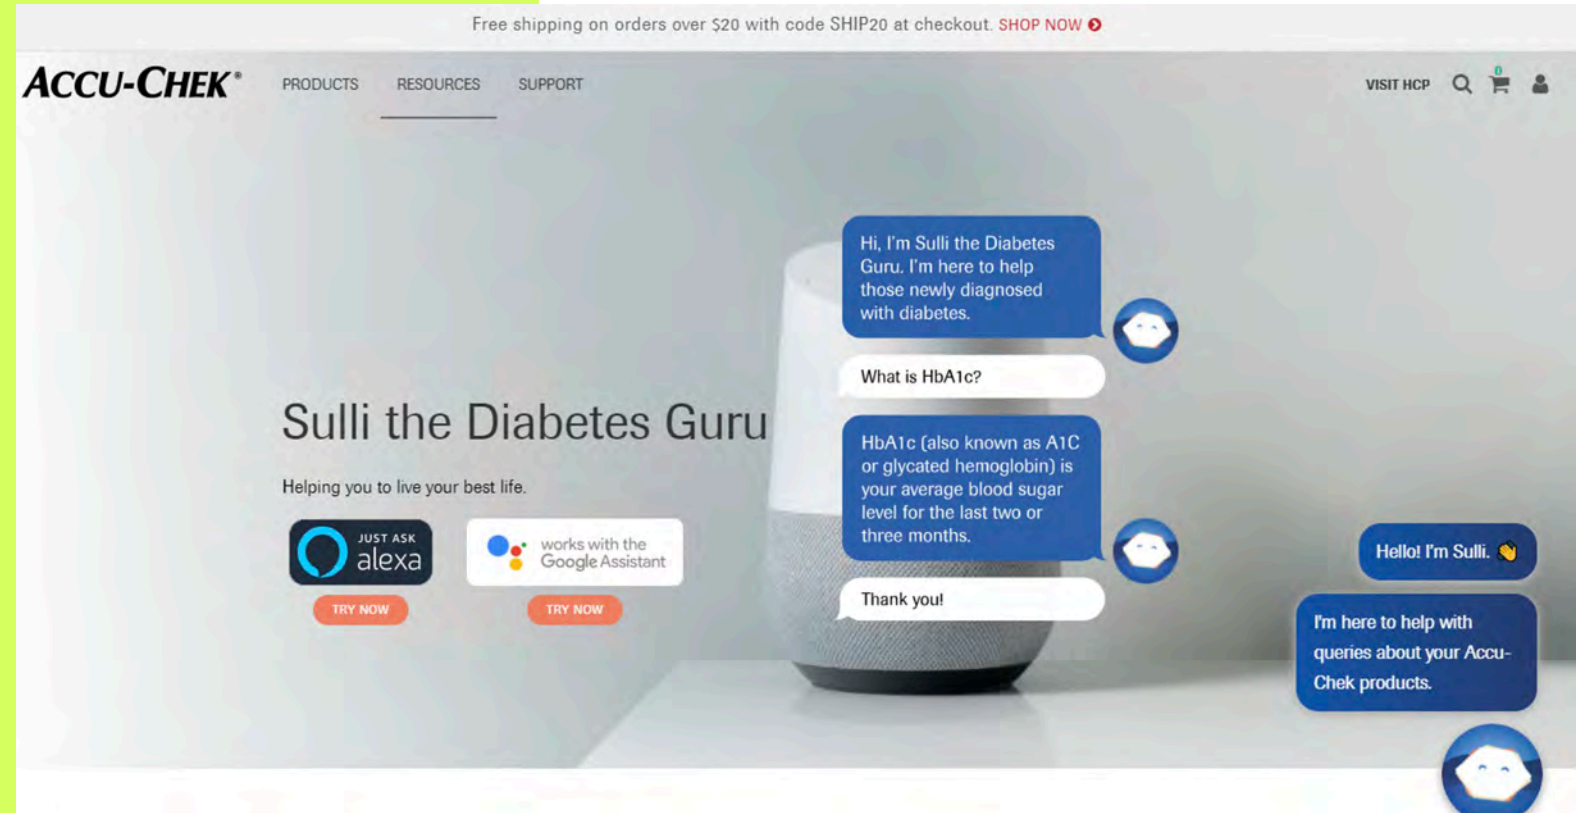 Free shipping on orders over $20 with code SHIP20 at checkout. SHOP NOW
ACCU-CHEK®
PRODUCTS RESOURCES SUPPORT
VISIT HCP
0
Hi, I'm Sulli the Diabetes
Guru. I'm here to help
those newly diagnosed
with diabetes.
What is HbA1c?
HbA1c (also known as A1C
or glycated hemoglobin) is
your average blood sugar
level for the last two or
three months.
Thank you!
Sulli the Diabetes Guru
Helping you to live your best life.
JUST ASK
alexa
TRY NOW
works with the
Google Assistant
TRY NOW
Hello! I'm Sulli. 👋
I'm here to help with
queries about your Accu-
Chek products.